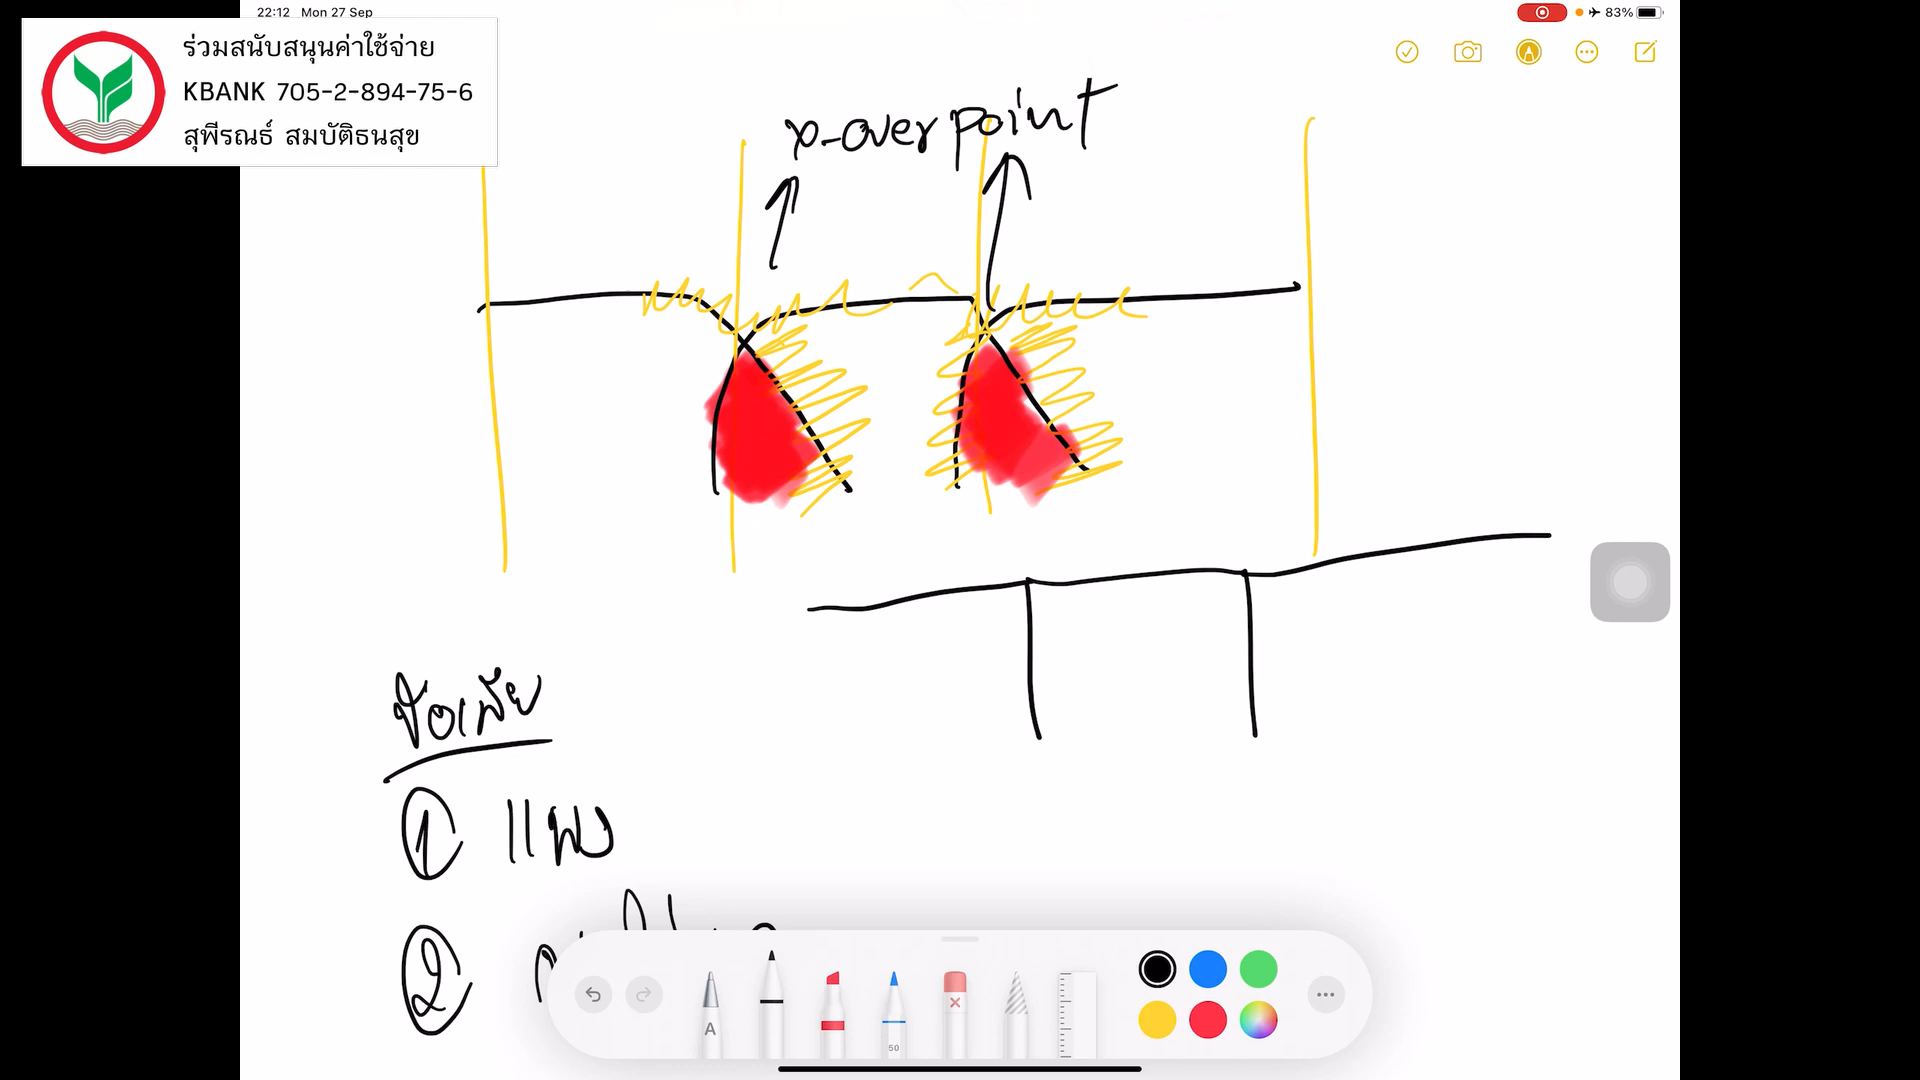 22:12 Mon 27 Sep
83%
ร่วมสนับสนุนค่าใช้จ่าย
KBANK 705-2-894-75-6
สุพีรณธ์ สมบัติธนสุข
x-over point
ข้อเสีย
① แพง
②
A
50